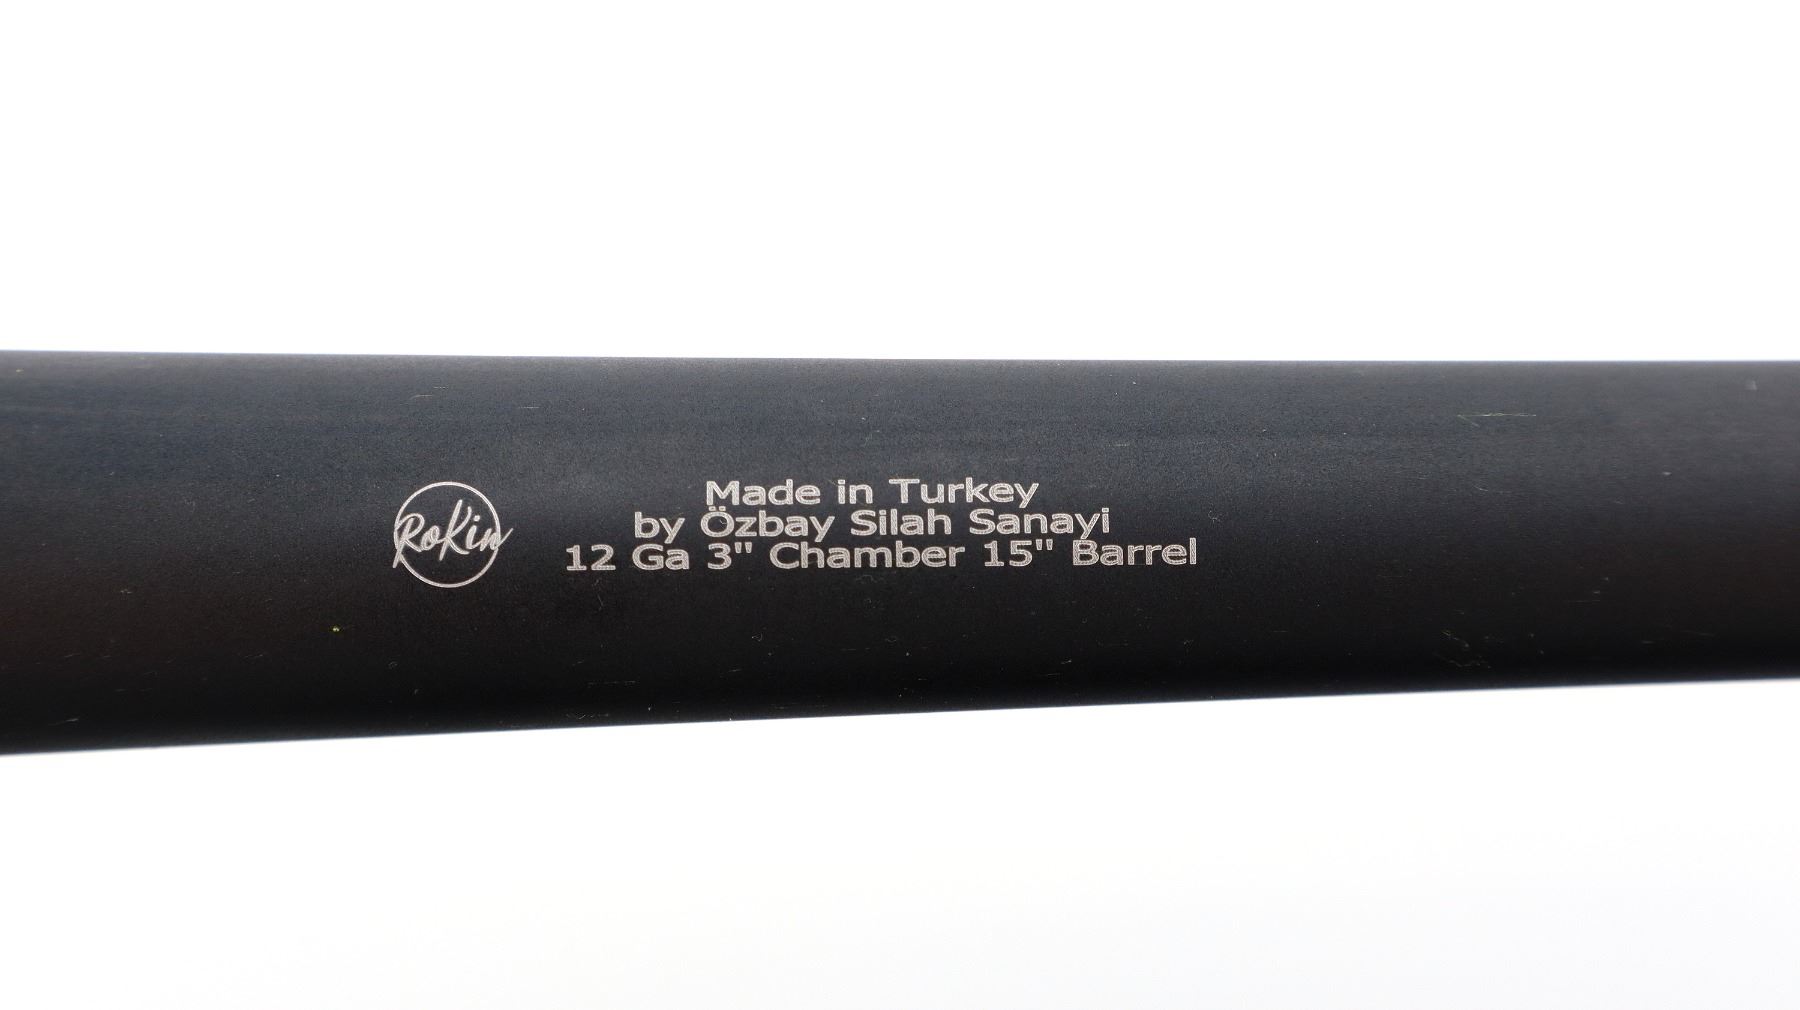 RoKin
Made in Turkey
by Özbay Silah Sanayi
12 Ga 3" Chamber 15" Barrel